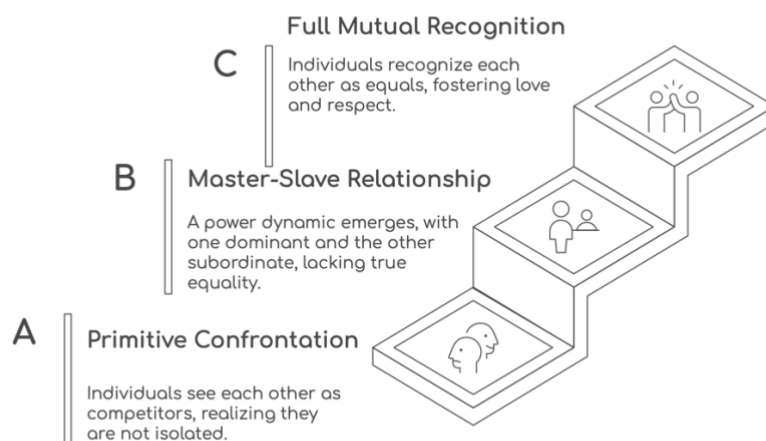 Full Mutual Recognition
C
Individuals recognize each
other as equals, fostering love
and respect.
B
Master-Slave Relationship
A power dynamic emerges, with
one dominant and the other
subordinate, lacking true
equality.
A
Primitive Confrontation
Individuals see each other as
competitors, realizing they
are not isolated.